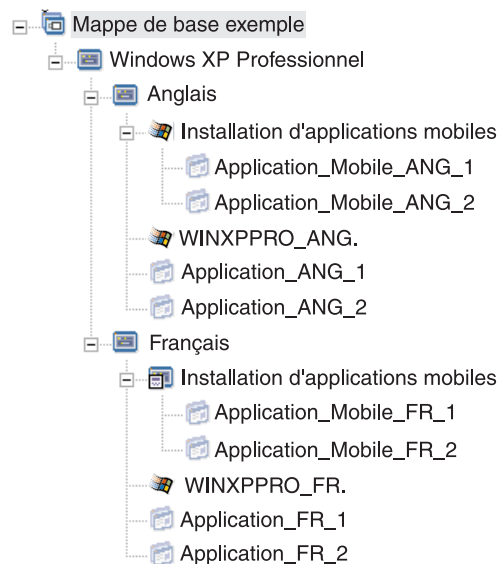 Mappe de base exemple
Windows XP Professionnel
Anglais
Installation d'applications mobiles
Application_Mobile_ANG_1
Application_Mobile_ANG_2
WINXPPRO_ANG.
Application_ANG_1
Application_ANG_2
Français
Installation d'applications mobiles
Application_Mobile_FR_1
Application_Mobile_FR_2
WINXPPRO_FR.
Application_FR_1
Application_FR_2